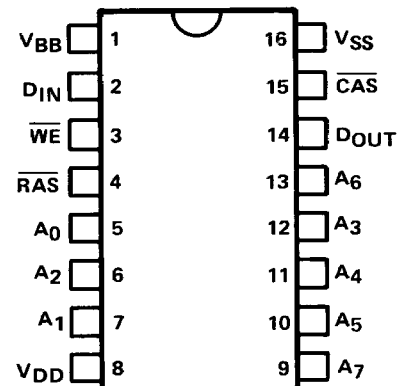 VBB 1 16 VSS
DIN 2 15 CAS
WE 3 14 DOUT
RAS 4 13 A6
A0 5 12 A3
A2 6 11 A4
A1 7 10 A5
VDD 8 9 A7